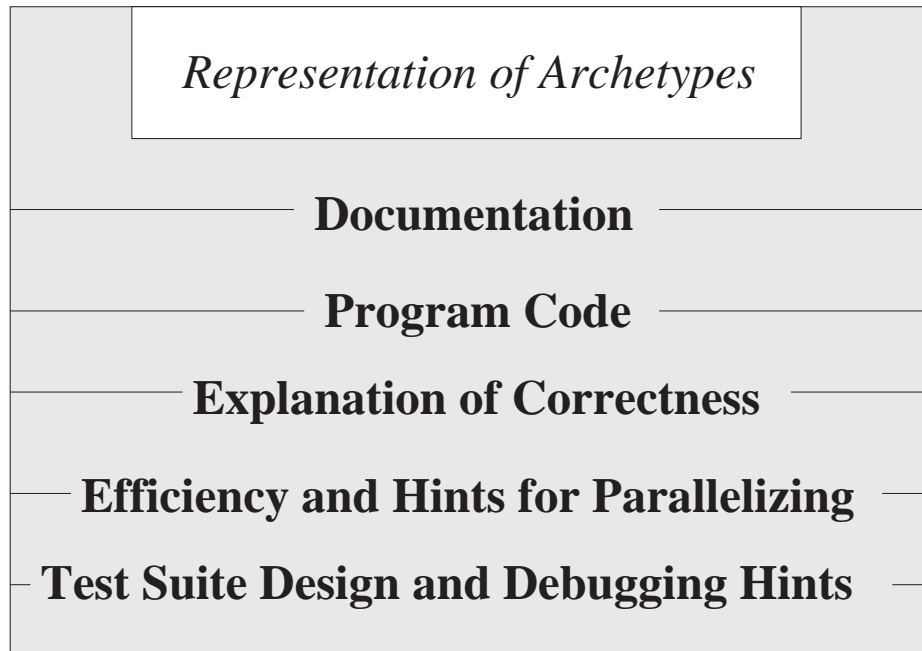 Representation of Archetypes
Documentation
Program Code
Explanation of Correctness
Efficiency and Hints for Parallelizing
Test Suite Design and Debugging Hints